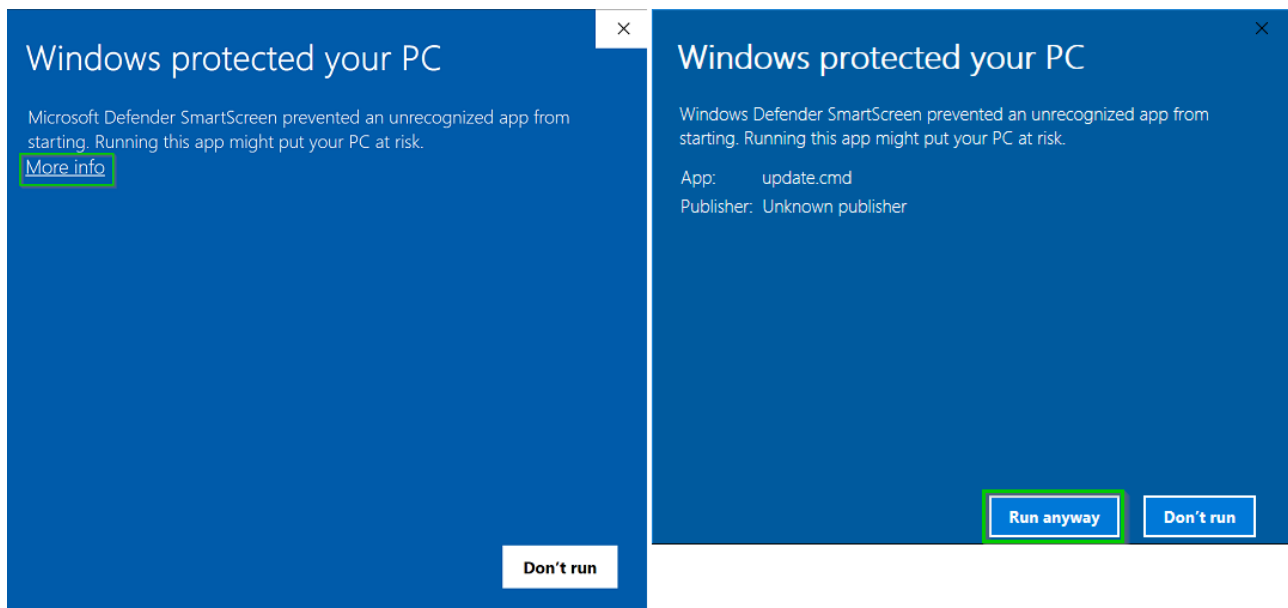 Windows protected your PC
Microsoft Defender SmartScreen prevented an unrecognized app from
starting. Running this app might put your PC at risk.
More info
Don't run
Windows protected your PC
Windows Defender SmartScreen prevented an unrecognized app from
starting. Running this app might put your PC at risk.
App: update.cmd
Publisher: Unknown publisher
Run anyway Don't run